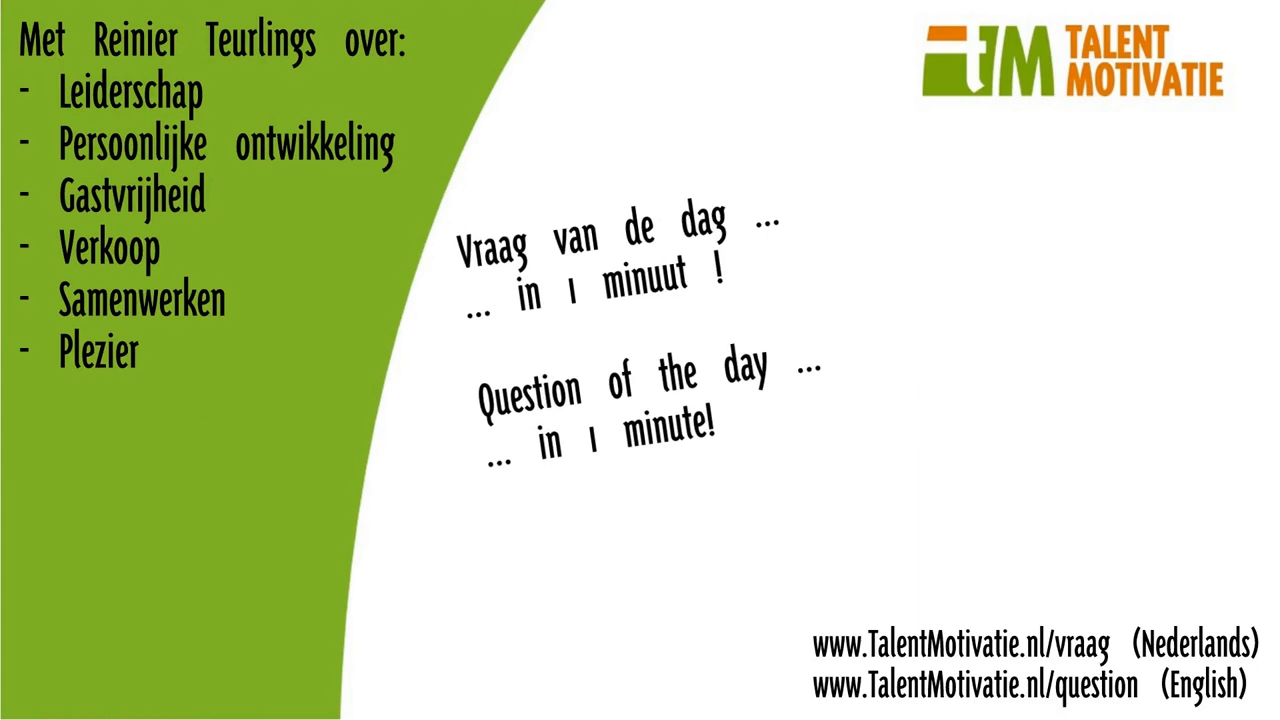 Met Reinier Teurlings over:
- Leiderschap
- Persoonlijke ontwikkeling
- Gastvrijheid
- Verkoop
- Samenwerken
- Plezier
tM TALENT
MOTIVATIE
Vraag van de dag ...
... in 1 minuut !
Question of the day ...
... in 1 minute!
www.TalentMotivatie.nl/vraag (Nederlands)
www.TalentMotivatie.nl/question (English)